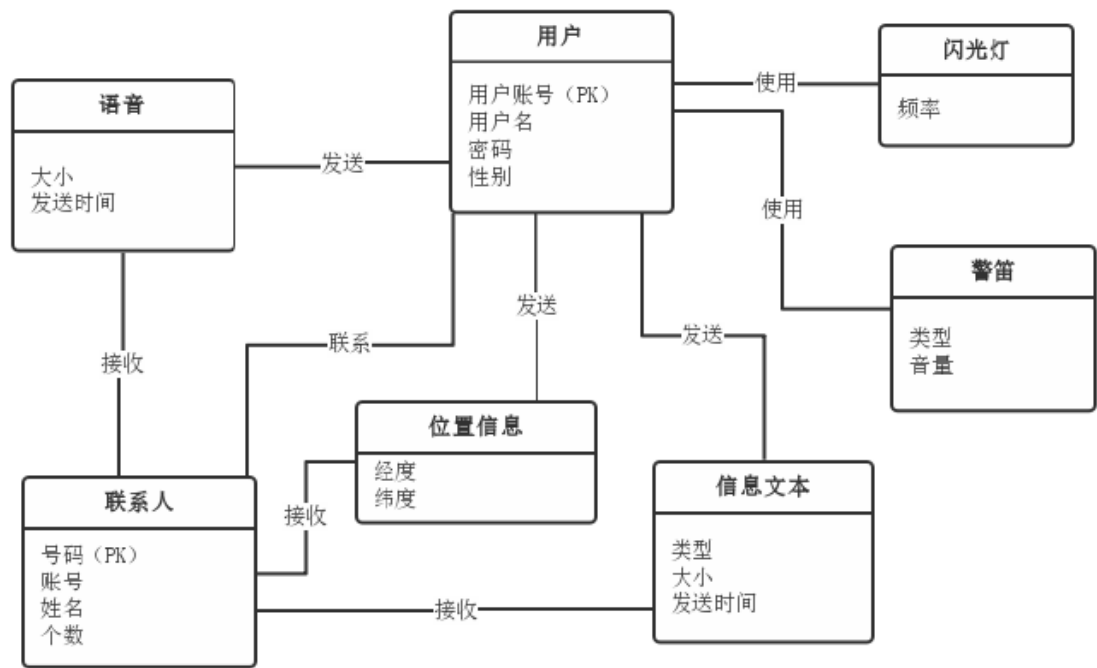 用户
用户账号（PK）
用户名
密码
性别
闪光灯
频率
使用
语音
大小
发送时间
发送
使用
警笛
类型
音量
发送
联系
发送
接收
位置信息
经度
纬度
信息文本
类型
大小
发送时间
联系人
号码（PK）
账号
姓名
个数
接收
接收